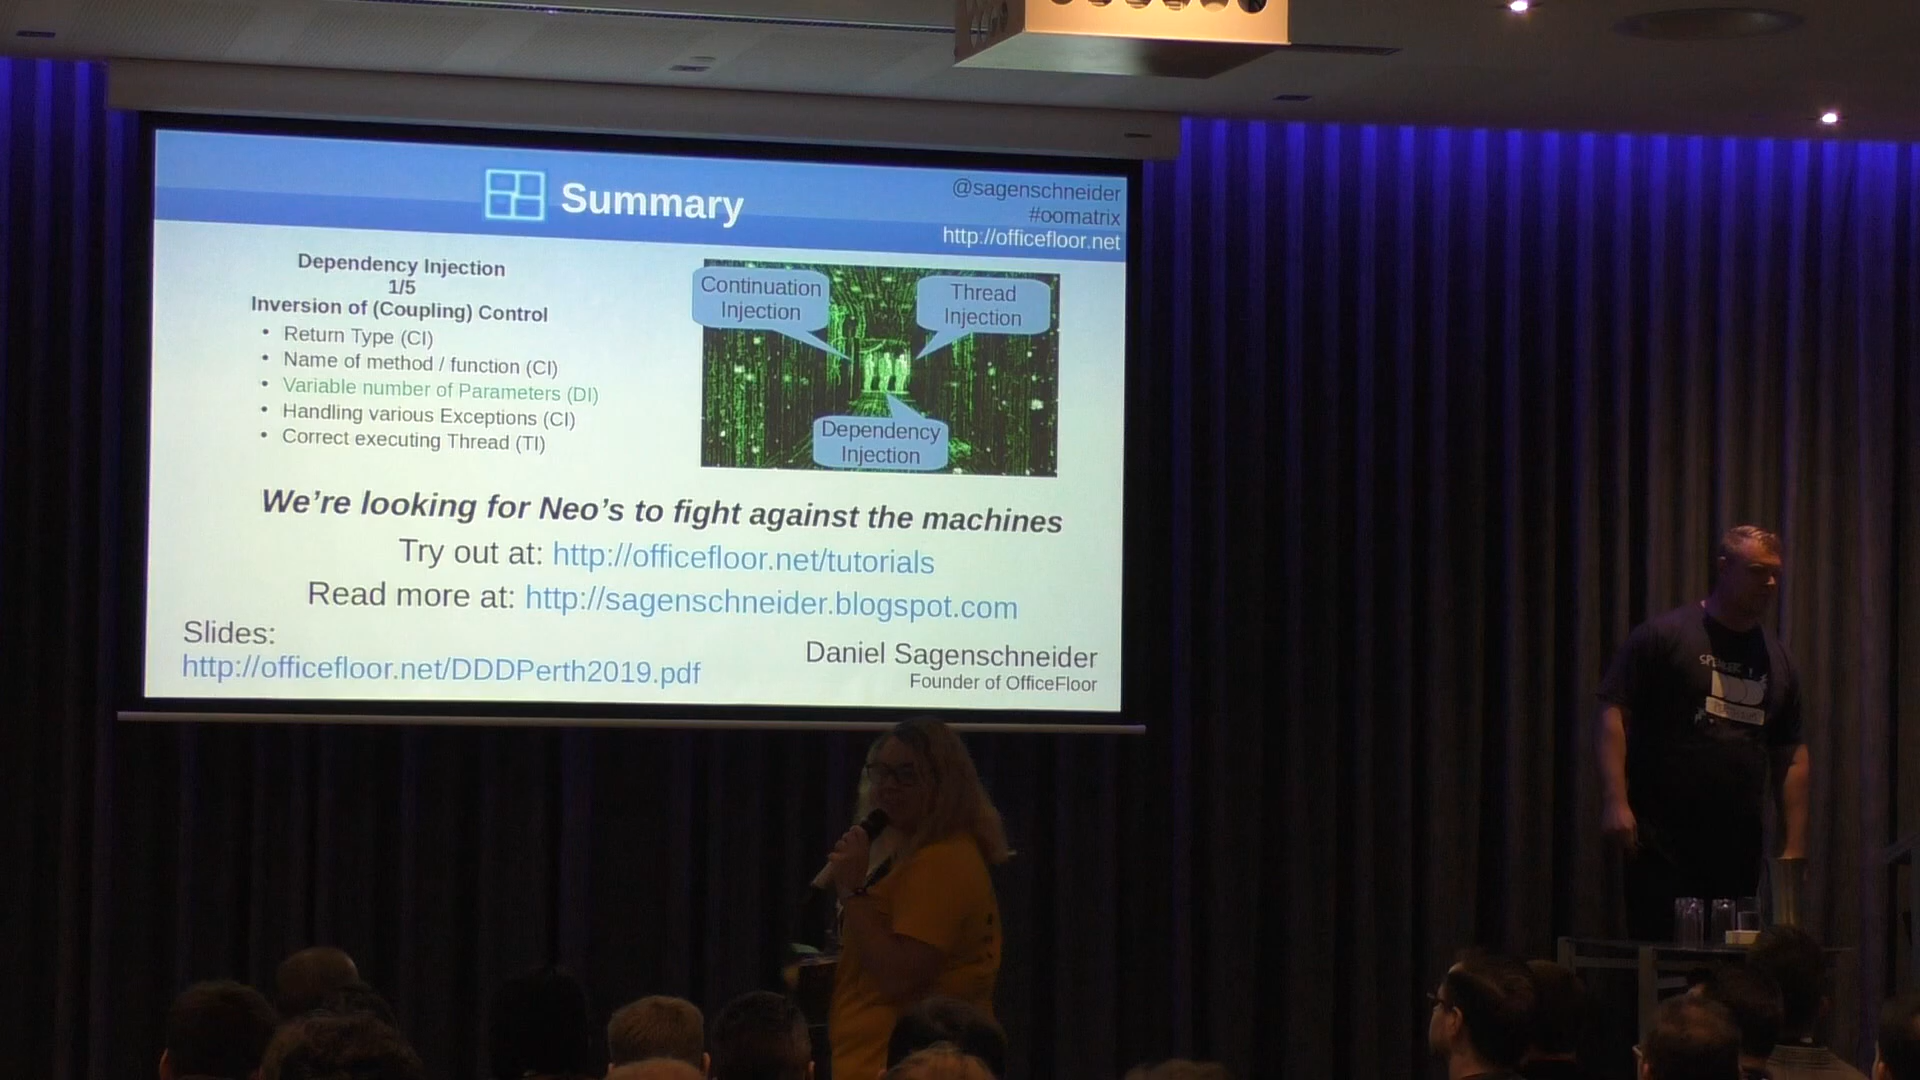 Summary
@sagenschneider
#oomatrix
http://officefloor.net
Dependency Injection
1/5
Inversion of (Coupling) Control
• Return Type (CI)
• Name of method / function (CI)
• Variable number of Parameters (DI)
• Handling various Exceptions (CI)
• Correct executing Thread (TI)
Continuation
Injection
Thread
Injection
Dependency
Injection
We're looking for Neo's to fight against the machines
Try out at: http://officefloor.net/tutorials
Read more at: http://sagenschneider.blogspot.com
Slides:
http://officefloor.net/DDDPerth2019.pdf
Daniel Sagenschneider
Founder of OfficeFloor